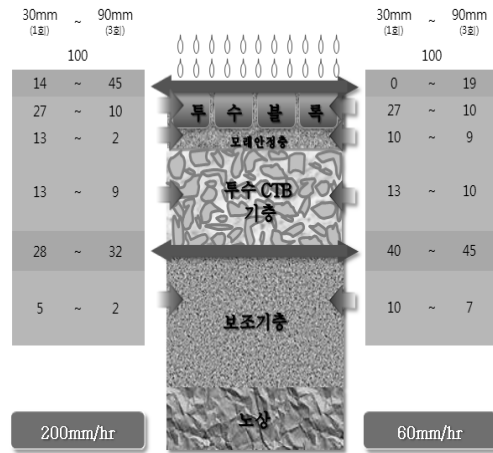 30mm ~ 90mm
(1회) (3회)
100
14 ~ 45
27 ~ 10
13 ~ 2
13 ~ 9
28 ~ 32
5 ~ 2
200mm/hr
투 수 블 록
모래안정층
투수 CTB
기층
보조기층
노상
30mm ~ 90mm
(1회) (3회)
100
0 ~ 19
27 ~ 10
10 ~ 9
13 ~ 10
40 ~ 45
10 ~ 7
60mm/hr